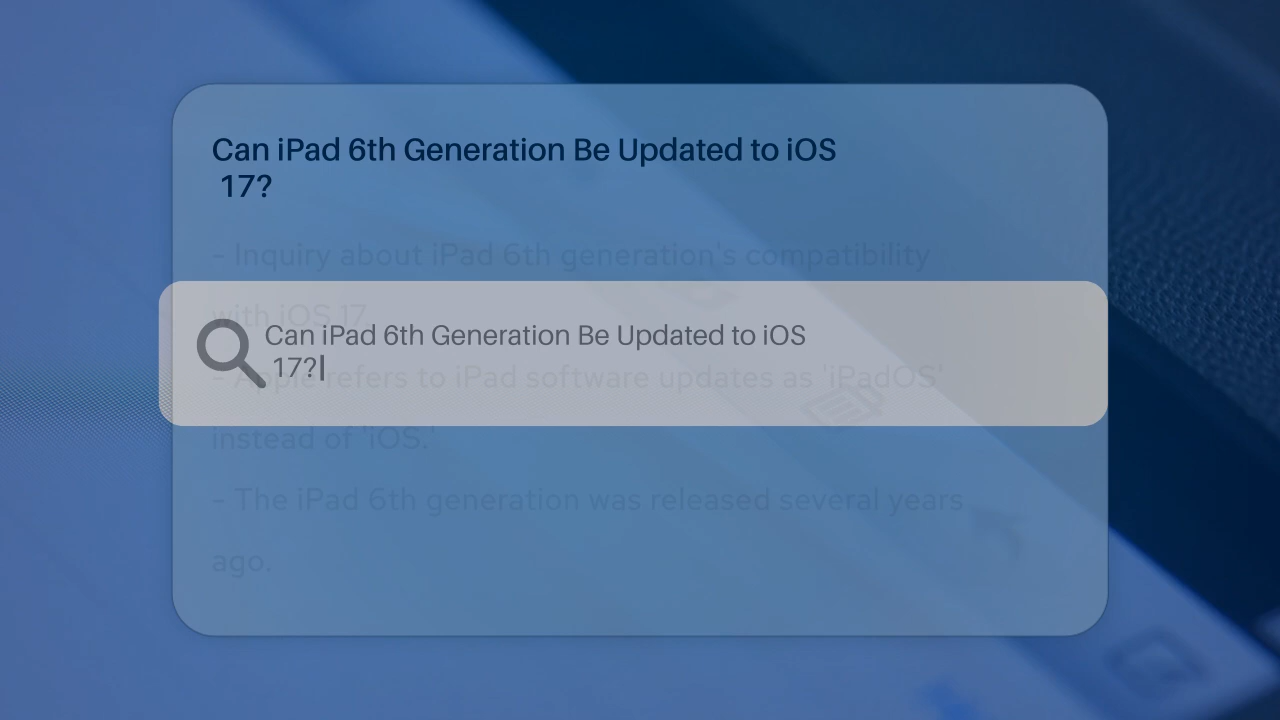 Can iPad 6th Generation Be Updated to iOS
17?
- Inquiry about iPad 6th generation's compatibility
with iOS 17.
Can iPad 6th Generation Be Updated to iOS
17?
- Apple refers to iPad software updates as 'iPadOS'
instead of 'iOS.'
- The iPad 6th generation was released several years
ago.